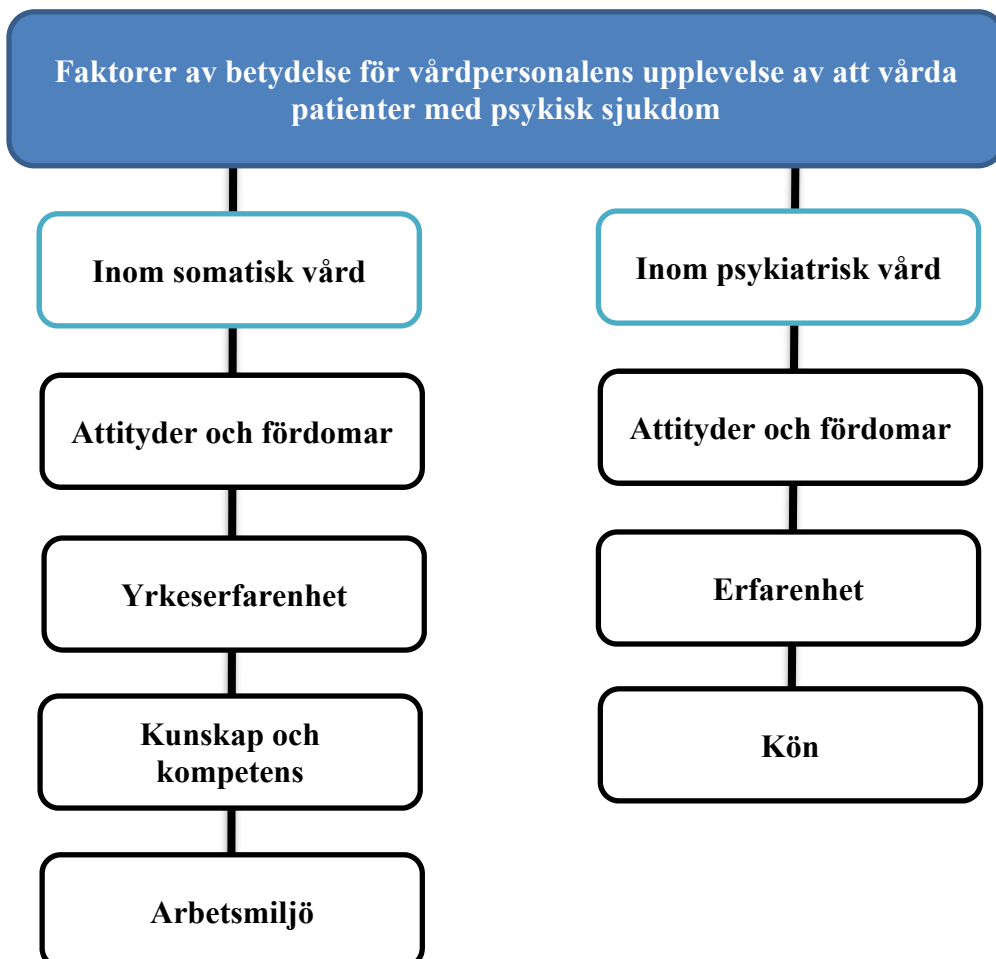 Faktorer av betydelse för vårdpersonalens upplevelse av att vårda
patienter med psykisk sjukdom
Inom somatisk vård
Attityder och fördomar
Yrkeserfarenhet
Kunskap och
kompetens
Arbetsmiljö
Inom psykiatrisk vård
Attityder och fördomar
Erfarenhet
Kön